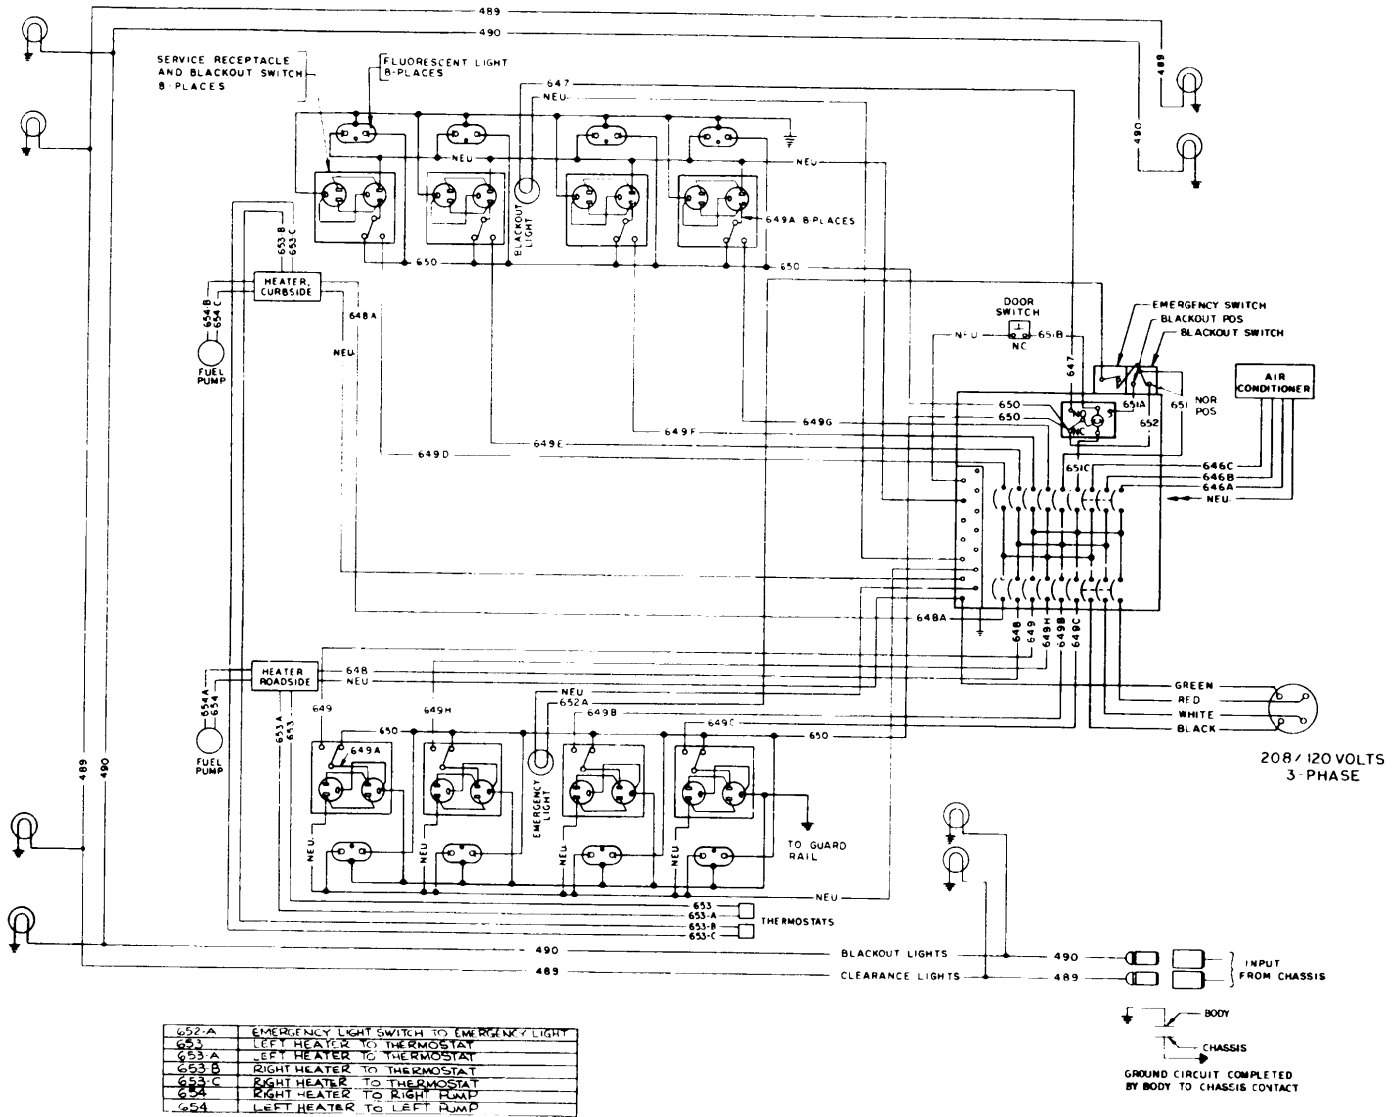 489
490
SERVICE RECEPTACLE
AND BLACKOUT SWITCH
8-PLACES
FLUORESCENT LIGHT
8-PLACES
647
NEU
489
490
NEU
NEU
649A 8-PLACES
BLACKOUT
LIGHT
653-B
653-C
650
650
HEATER,
CURBSIDE
654-B
654-C
648A
NEU
FUEL
PUMP
DOOR
SWITCH
NEU
651B
NC
EMERGENCY SWITCH
BLACKOUT POS
BLACKOUT SWITCH
647
AIR
CONDITIONER
650
650
NO
NC
651A
651
NOR
POS
652
651C
649G
649F
649E
649D
646C
646B
646A
NEU
648A
648
649
649H
649B
649C
HEATER
ROADSIDE
648
NEU
654A
654
653A
653
FUEL
PUMP
649
649H
NEU
652A
649B
649C
650
650
649A
EMERGENCY
LIGHT
GREEN
RED
WHITE
BLACK
208/120 VOLTS
3-PHASE
489
490
NEU
NEU
NEU
NEU
TO GUARD
RAIL
NEU
653
653-A
653-B
653-C
THERMOSTATS
490
489
BLACKOUT LIGHTS
CLEARANCE LIGHTS
490
489
INPUT
FROM CHASSIS
BODY
CHASSIS
GROUND CIRCUIT COMPLETED
BY BODY TO CHASSIS CONTACT
652-A EMERGENCY LIGHT SWITCH TO EMERGENCY LIGHT
653 LEFT HEATER TO THERMOSTAT
653-A LEFT HEATER TO THERMOSTAT
653-B RIGHT HEATER TO THERMOSTAT
653-C RIGHT HEATER TO THERMOSTAT
654 RIGHT HEATER TO RIGHT PUMP
654 LEFT HEATER TO LEFT PUMP